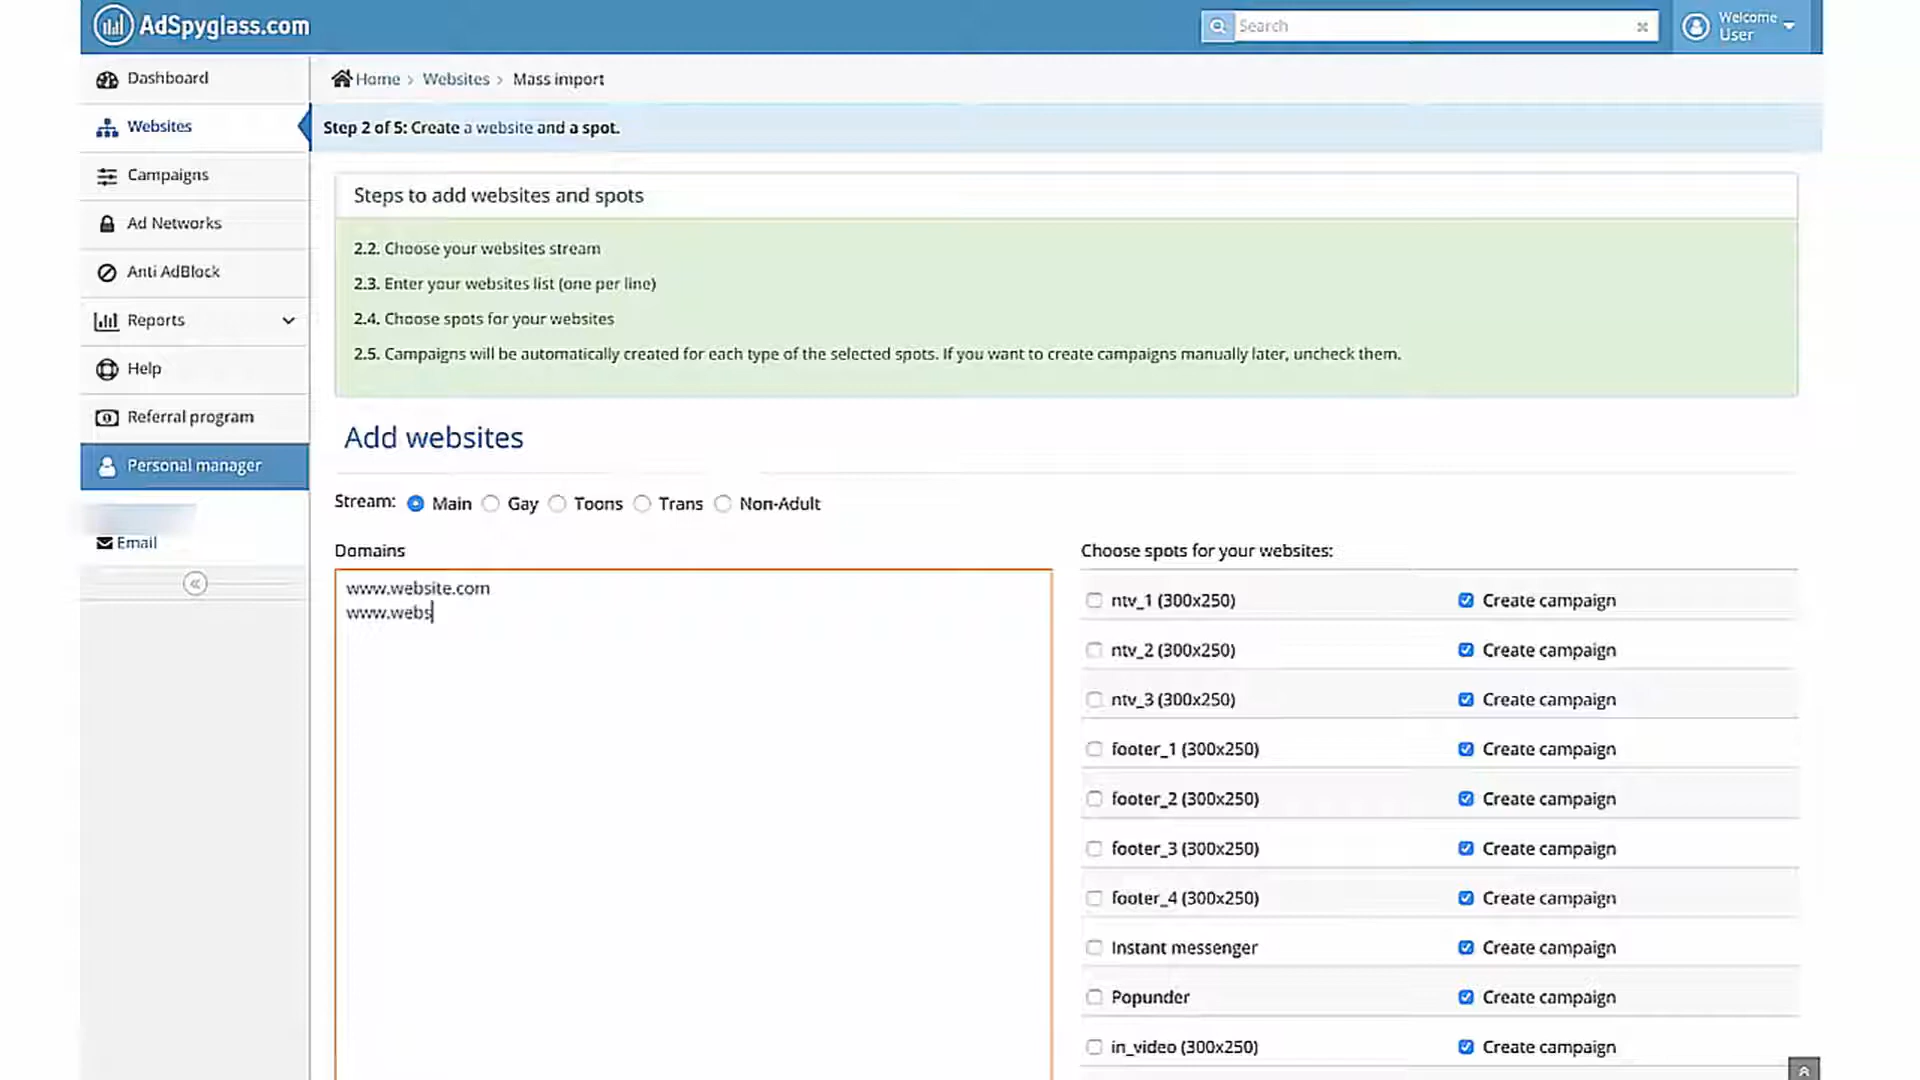 AdSpyglass.com
Search
Welcome
User
Dashboard
Websites
Campaigns
Ad Networks
Anti AdBlock
Reports
Help
Referral program
Personal manager
Email
Home > Websites > Mass import
Step 2 of 5: Create a website and a spot.
Steps to add websites and spots
2.2. Choose your websites stream
2.3. Enter your websites list (one per line)
2.4. Choose spots for your websites
2.5. Campaigns will be automatically created for each type of the selected spots. If you want to create campaigns manually later, uncheck them.
Add websites
Stream: Main Gay Toons Trans Non-Adult
Domains
www.website.com
www.webs
Choose spots for your websites:
ntv_1 (300x250) Create campaign
ntv_2 (300x250) Create campaign
ntv_3 (300x250) Create campaign
footer_1 (300x250) Create campaign
footer_2 (300x250) Create campaign
footer_3 (300x250) Create campaign
footer_4 (300x250) Create campaign
Instant messenger Create campaign
Popunder Create campaign
in_video (300x250) Create campaign